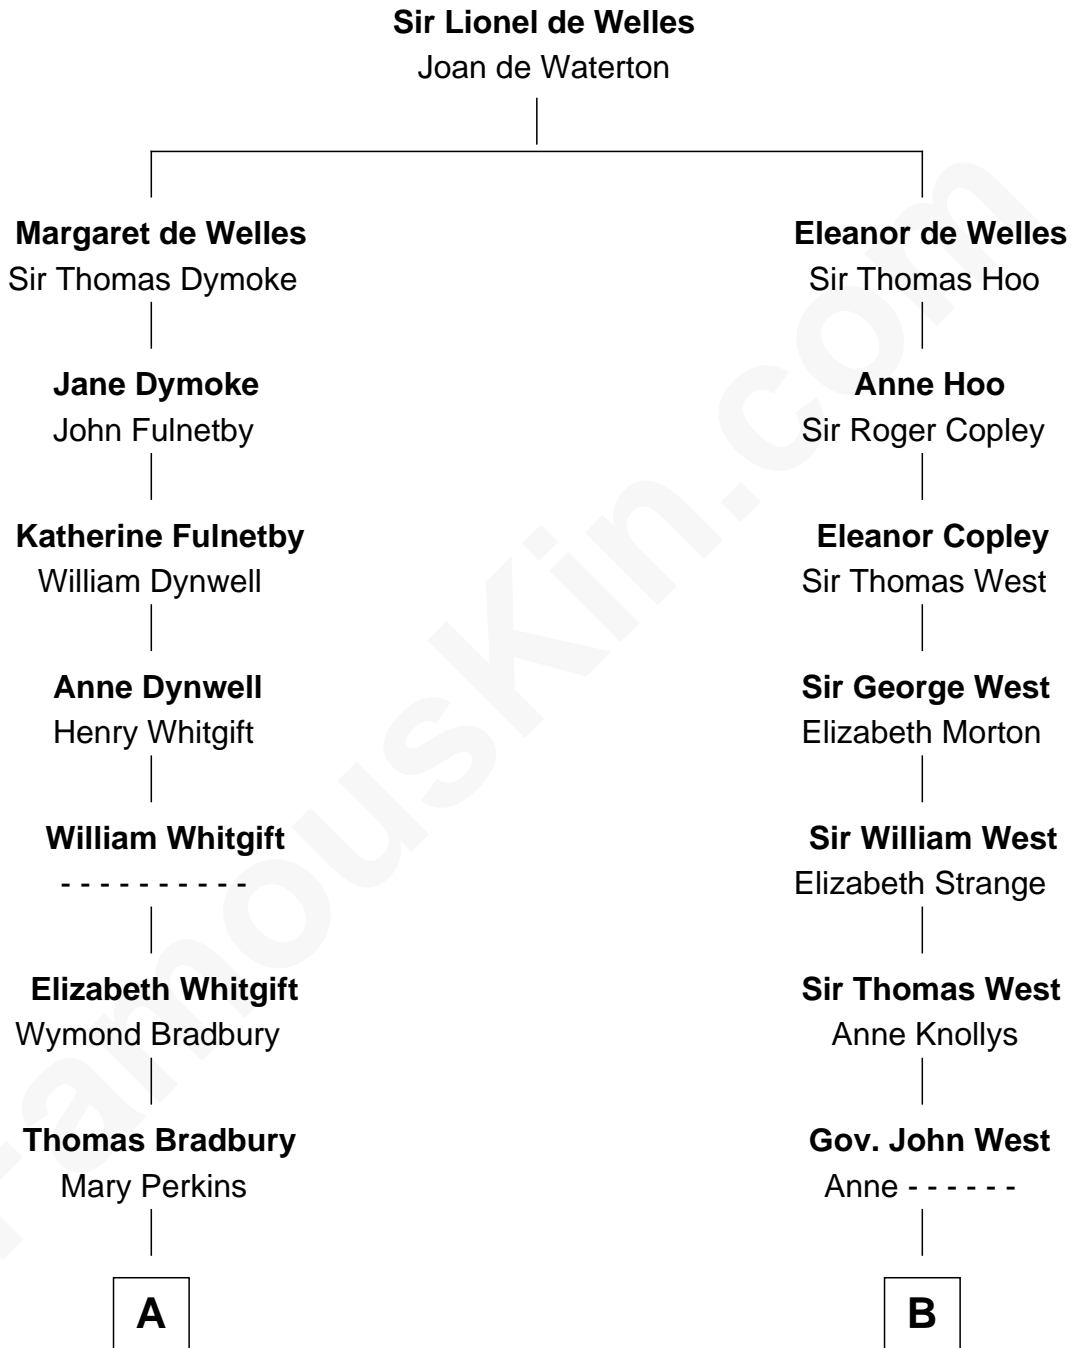 Sir Lionel de Welles
Joan de Waterton
Margaret de Welles
Sir Thomas Dymoke
Eleanor de Welles
Sir Thomas Hoo
Jane Dymoke
John Fulnetby
Anne Hoo
Sir Roger Copley
Katherine Fulnetby
William Dynwell
Eleanor Copley
Sir Thomas West
Anne Dynwell
Henry Whitgift
Sir George West
Elizabeth Morton
William Whitgift
- - - - - - - - - -
Sir William West
Elizabeth Strange
Elizabeth Whitgift
Wymond Bradbury
Sir Thomas West
Anne Knollys
Thomas Bradbury
Mary Perkins
Gov. John West
Anne - - - - - -
A
B
FamousKin.com